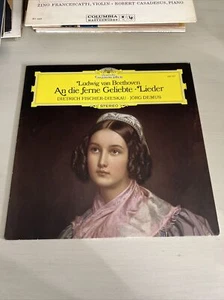 ZINO FRANCESCATTI, VIOLIN • ROBERT CASADESUS, PIANO
COLUMBIA
MASTERWORKS
Ludwig van Beethoven
An die ferne Geliebte · Lieder
DIETRICH FISCHER-DIESKAU · JÖRG DEMUS
STEREO